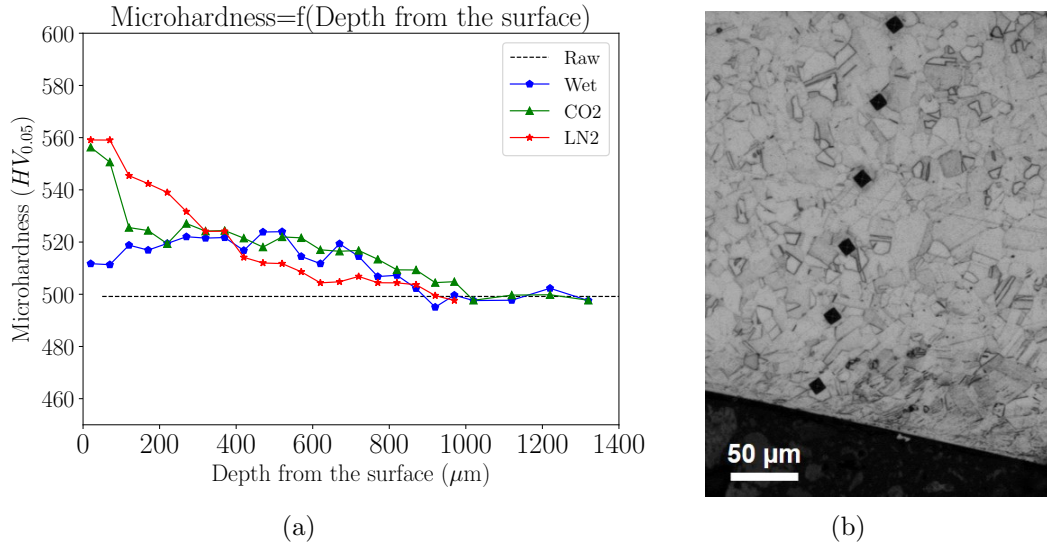 Microhardness=f(Depth from the surface)
600
580
560
540
520
500
480
460
Microhardness (HV0.05)
Raw
Wet
CO2
LN2
0 200 400 600 800 1000 1200 1400
Depth from the surface (μm)
50 µm
(a) (b)